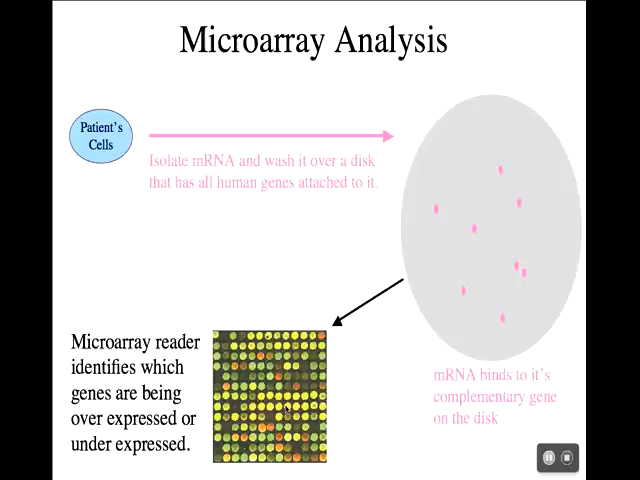 Microarray Analysis
Patient's
Cells
Isolate mRNA and wash it over a disk
that has all human genes attached to it.
Microarray reader
identifies which
genes are being
over expressed or
under expressed.
mRNA binds to it's
complementary gene
on the disk